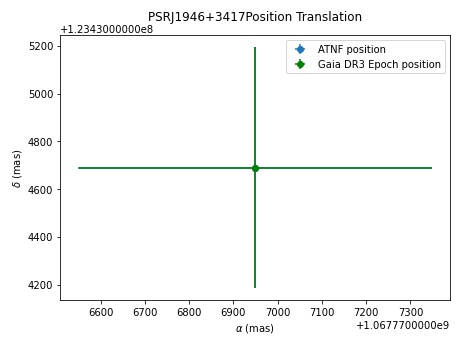 PSRJ1946+3417Position Translation
+1.2343000000e8
ATNF position
Gaia DR3 Epoch position
5200
5000
4800
4600
4400
4200
δ (mas)
6600 6700 6800 6900 7000 7100 7200 7300
+1.0677700000e9
α (mas)